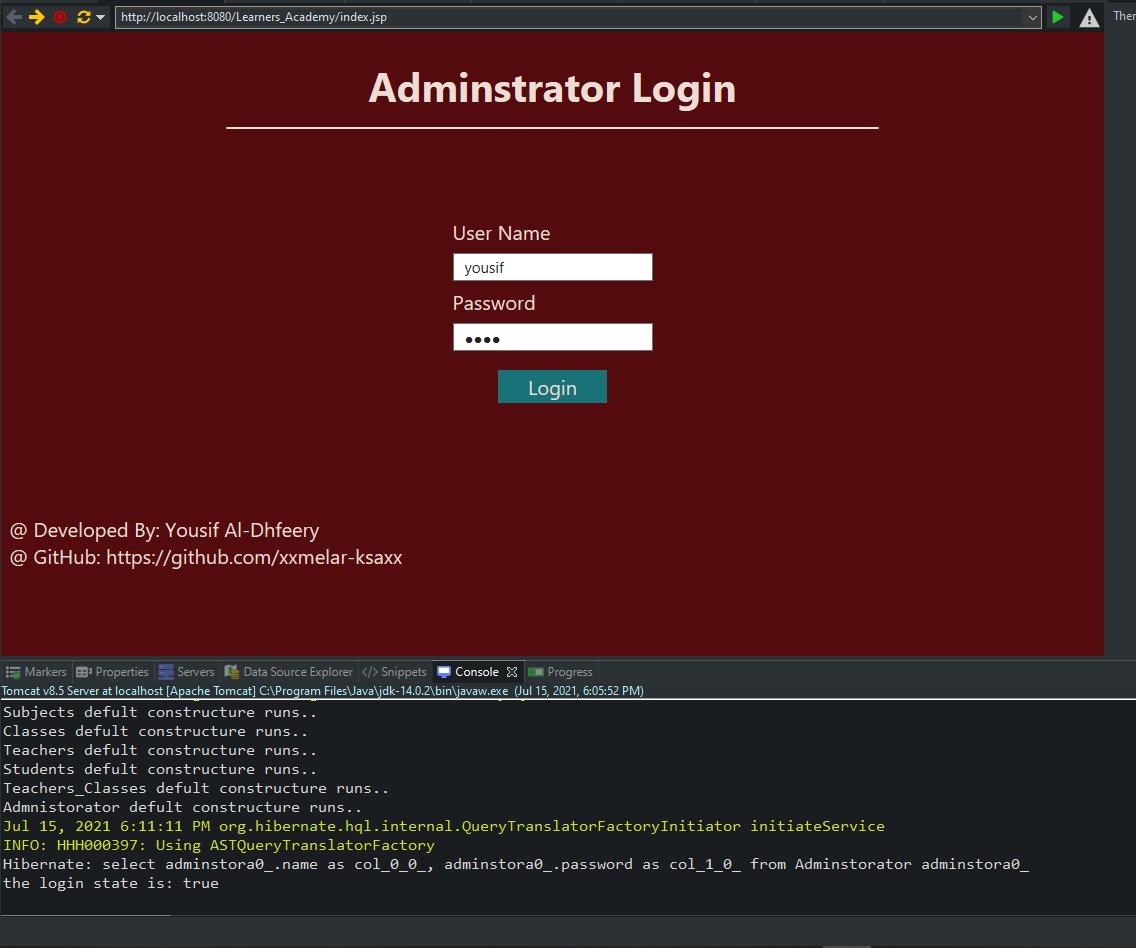 http://localhost:8080/Learners_Academy/index.jsp
Ther
Adminstrator Login
User Name
yousif
Password
••••
Login
@ Developed By: Yousif Al-Dhfeery
@ GitHub: https://github.com/xxmelar-ksaxx
Markers Properties Servers Data Source Explorer </> Snippets Console Progress
Tomcat v8.5 Server at localhost [Apache Tomcat] C:\Program Files\Java\jdk-14.0.2\bin\javaw.exe (Jul 15, 2021, 6:05:52 PM)
Subjects defult constructure runs..
Classes defult constructure runs..
Teachers defult constructure runs..
Students defult constructure runs..
Teachers_Classes defult constructure runs..
Admnistorator defult constructure runs..
Jul 15, 2021 6:11:11 PM org.hibernate.hql.internal.QueryTranslatorFactoryInitiator initiateService
INFO: HHH000397: Using ASTQueryTranslatorFactory
Hibernate: select adminstora0_.name as col_0_0_, adminstora0_.password as col_1_0_ from Adminstorator adminstora0_
the login state is: true